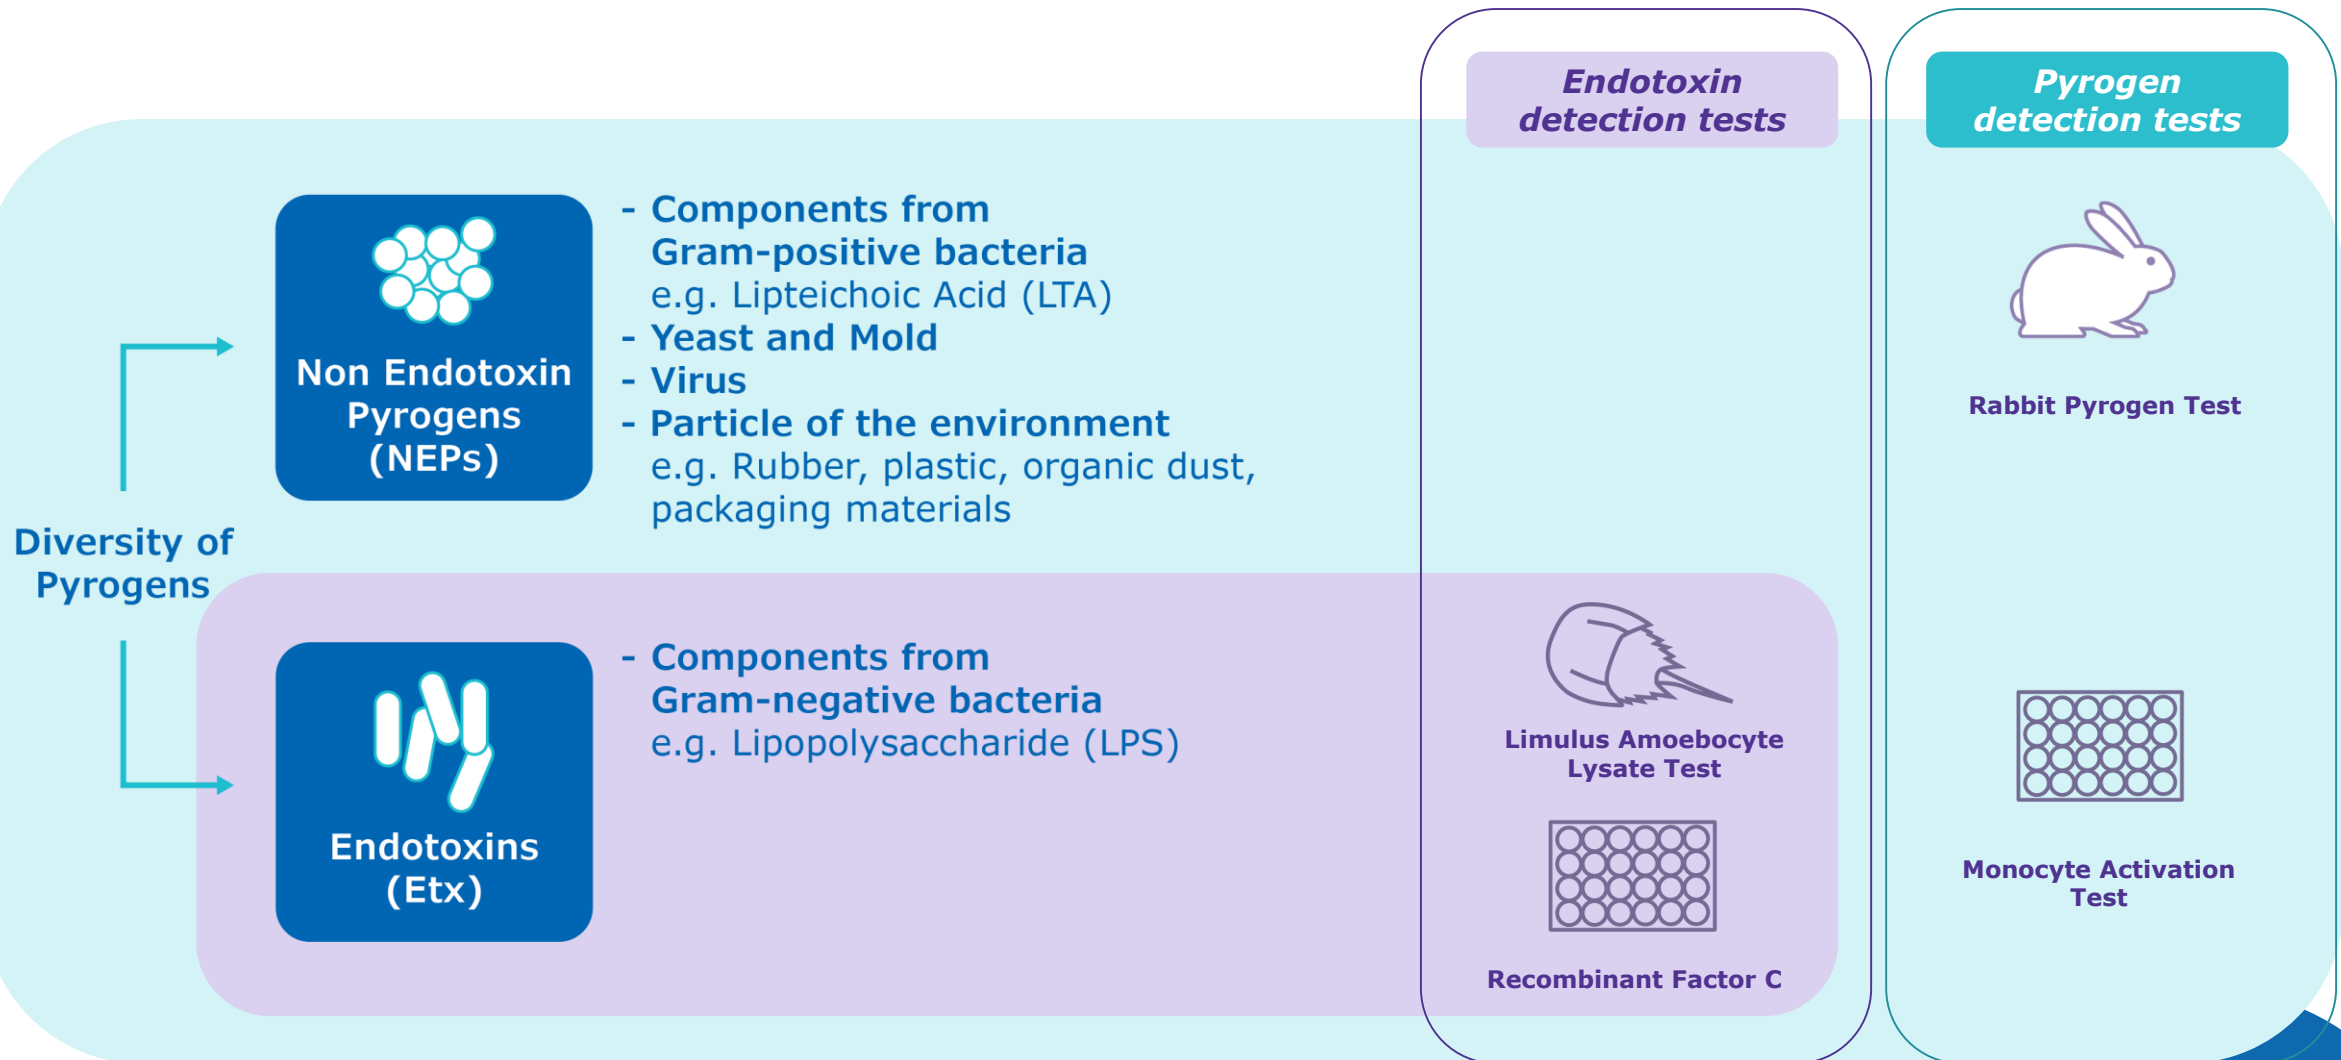 Endotoxin
detection tests
Pyrogen
detection tests
Diversity of
Pyrogens
Non Endotoxin
Pyrogens
(NEPs)
- Components from
Gram-positive bacteria
e.g. Lipteichoic Acid (LTA)
- Yeast and Mold
- Virus
- Particle of the environment
e.g. Rubber, plastic, organic dust,
packaging materials
Rabbit Pyrogen Test
Endotoxins
(Etx)
- Components from
Gram-negative bacteria
e.g. Lipopolysaccharide (LPS)
Limulus Amoebocyte
Lysate Test
Recombinant Factor C
Monocyte Activation
Test